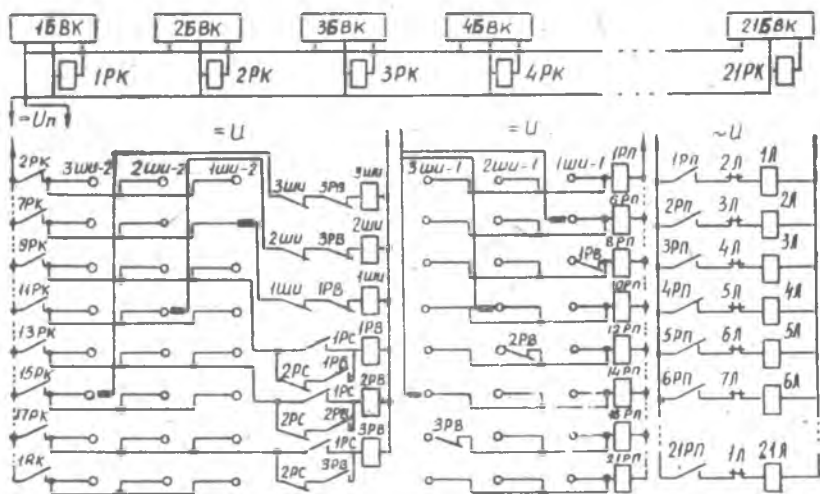 1БВК 2БВК 3БВК 4БВК 21БВК
1РК 2РК 3РК 4РК 21РК
≈Uп =U =U ~U
2РК 3ШИ-2 2ШИ-2 1ШИ-2 3ШИ 3РВ 3ШИ 3ШИ-1 2ШИ-1 1ШИ-1 1РП 1РП 2Л 1Л
7РК 2ШИ 3РВ 2ШИ 6РП 2РП 3Л 2Л
9РК 1ШИ 1РВ 1ШИ 1РВ 8РП 3РП 4Л 3Л
11РК 4РП 5Л 4Л
13РК 1РС 1РВ 2РС 1РВ 2РВ 12РП 5РП 6Л 5Л
15РК 1РС 2РВ 2РС 2РВ 14РП 6РП 7Л 6Л
17РК 1РС 3РВ 3РВ
1РК 2РС 3РВ 21РП 21РП 1Л 21Л